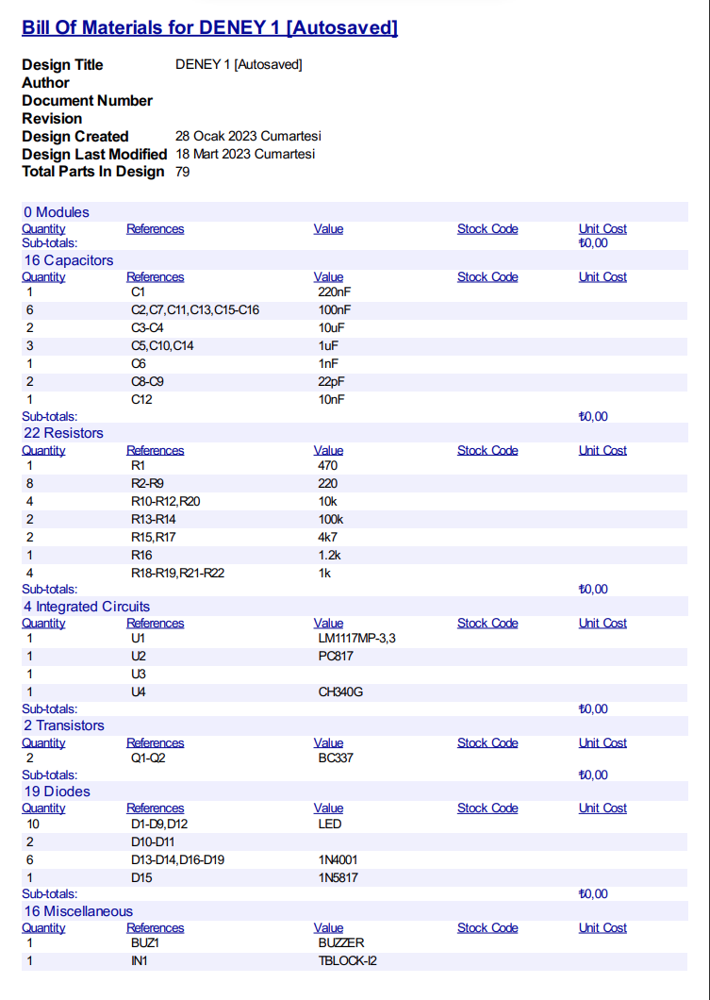 Bill Of Materials for DENEY 1 [Autosaved]
Design Title DENEY 1 [Autosaved]
Author
Document Number
Revision
Design Created 28 Ocak 2023 Cumartesi
Design Last Modified 18 Mart 2023 Cumartesi
Total Parts In Design 79
0 Modules
Quantity References Value Stock Code Unit Cost
Sub-totals: ₺0,00
16 Capacitors
Quantity References Value Stock Code Unit Cost
1 C1 220nF
6 C2,C7,C11,C13,C15-C16 100nF
2 C3-C4 10uF
3 C5,C10,C14 1uF
1 C6 1nF
2 C8-C9 22pF
1 C12 10nF
Sub-totals: ₺0,00
22 Resistors
Quantity References Value Stock Code Unit Cost
1 R1 470
8 R2-R9 220
4 R10-R12,R20 10k
2 R13-R14 100k
2 R15,R17 4k7
1 R16 1.2k
4 R18-R19,R21-R22 1k
Sub-totals: ₺0,00
4 Integrated Circuits
Quantity References Value Stock Code Unit Cost
1 U1 LM1117MP-3,3
1 U2 PC817
1 U3
1 U4 CH340G
Sub-totals: ₺0,00
2 Transistors
Quantity References Value Stock Code Unit Cost
2 Q1-Q2 BC337
Sub-totals: ₺0,00
19 Diodes
Quantity References Value Stock Code Unit Cost
10 D1-D9,D12 LED
2 D10-D11
6 D13-D14,D16-D19 1N4001
1 D15 1N5817
Sub-totals: ₺0,00
16 Miscellaneous
Quantity References Value Stock Code Unit Cost
1 BUZ1 BUZZER
1 IN1 TBLOCK-I2